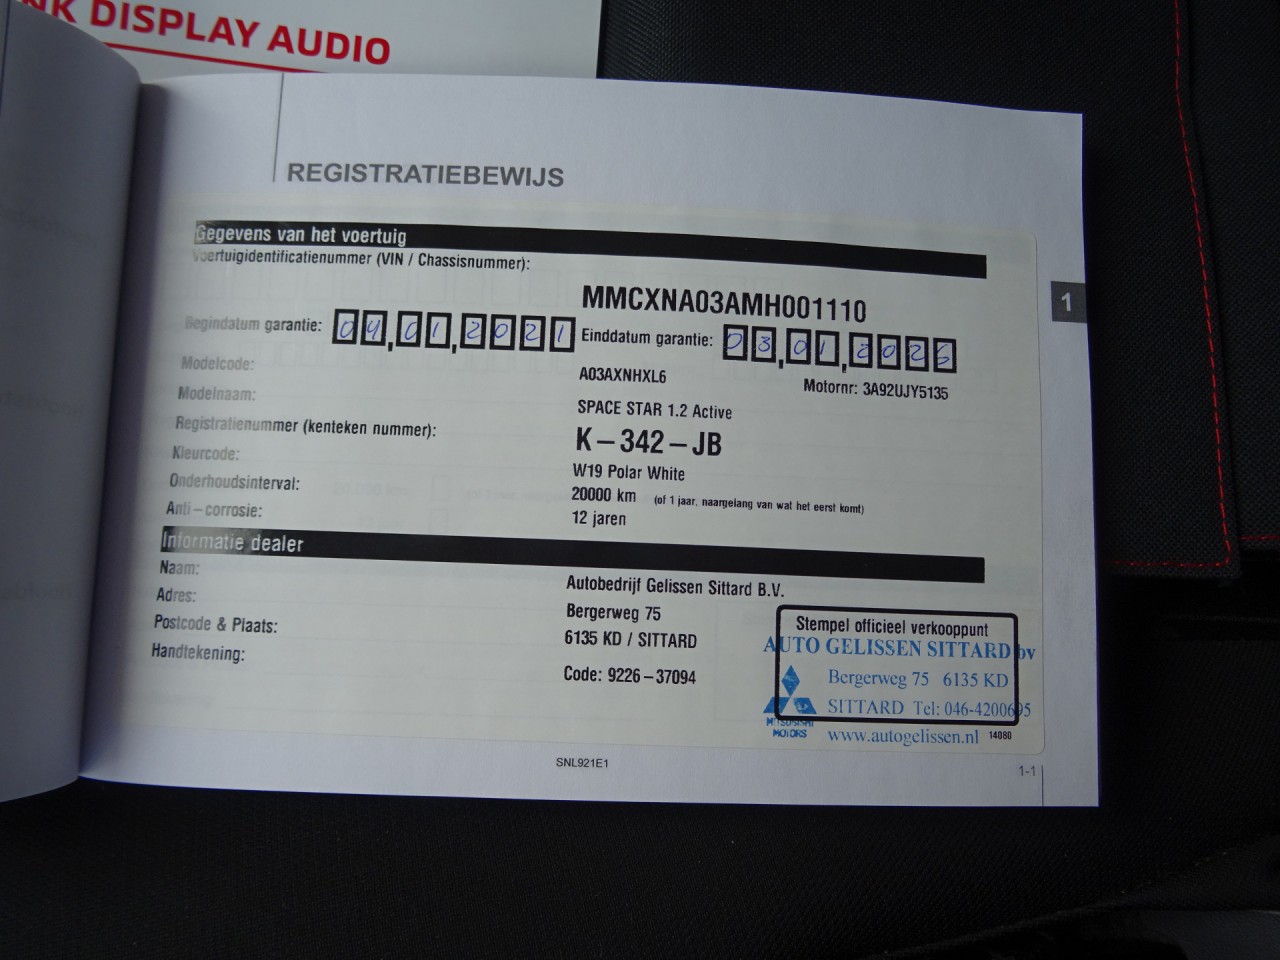 NK DISPLAY AUDIO
REGISTRATIEBEWIJS
Gegevens van het voertuig
Voertuigidentificatienummer (VIN / Chassisnummer):
MMCXNA03AMH001110
1
Begindatum garantie: 04,01,2021 Einddatum garantie: 03,01,2026
Modelcode: A03AXNHXL6 Motornr: 3A92UJY5135
Modelnaam: SPACE STAR 1.2 Active
Registratienummer (kenteken nummer): K-342-JB
Kleurcode: W19 Polar White
Onderhoudsinterval: 20000 km (of 1 jaar, naargelang van wat het eerst komt)
Anti-corrosie: 12 jaren
Informatie dealer
Naam: Autobedrijf Gelissen Sittard B.V.
Adres: Bergerweg 75
Postcode & Plaats: 6135 KD / SITTARD
Handtekening: Code: 9226-37094
Stempel officieel verkooppunt
AUTO GELISSEN SITTARD bv
Bergerweg 75 6135 KD
SITTARD Tel: 046-4200695
MITSUBISHI
MOTORS
www.autogelissen.nl 14080
SNL921E1
1-1